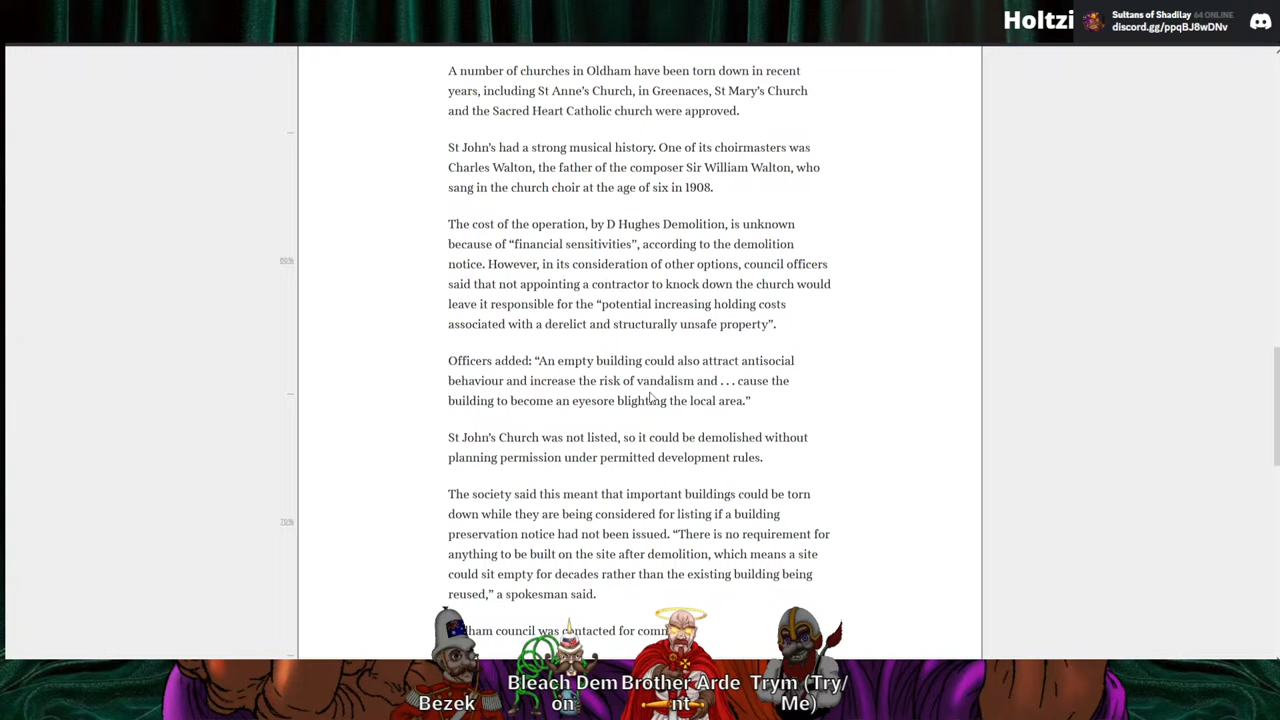 Holtzi
Sultans of Shadilay 64 ONLINE
discord.gg/ppqBJ8wDNv
A number of churches in Oldham have been torn down in recent
years, including St Anne's Church, in Greenaces, St Mary's Church
and the Sacred Heart Catholic church were approved.
St John's had a strong musical history. One of its choirmasters was
Charles Walton, the father of the composer Sir William Walton, who
sang in the church choir at the age of six in 1908.
The cost of the operation, by D Hughes Demolition, is unknown
because of “financial sensitivities”, according to the demolition
notice. However, in its consideration of other options, council officers
60%
said that not appointing a contractor to knock down the church would
leave it responsible for the “potential increasing holding costs
associated with a derelict and structurally unsafe property”.
Officers added: “An empty building could also attract antisocial
behaviour and increase the risk of vandalism and . . . cause the
building to become an eyesore blighting the local area.”
St John's Church was not listed, so it could be demolished without
planning permission under permitted development rules.
The society said this meant that important buildings could be torn
down while they are being considered for listing if a building
70%
preservation notice had not been issued. “There is no requirement for
anything to be built on the site after demolition, which means a site
could sit empty for decades rather than the existing building being
reused,” a spokesman said.
ham council was contacted for comm
Bezek
Bleach Demon
Brother Ardent
Trym (Try/Me)